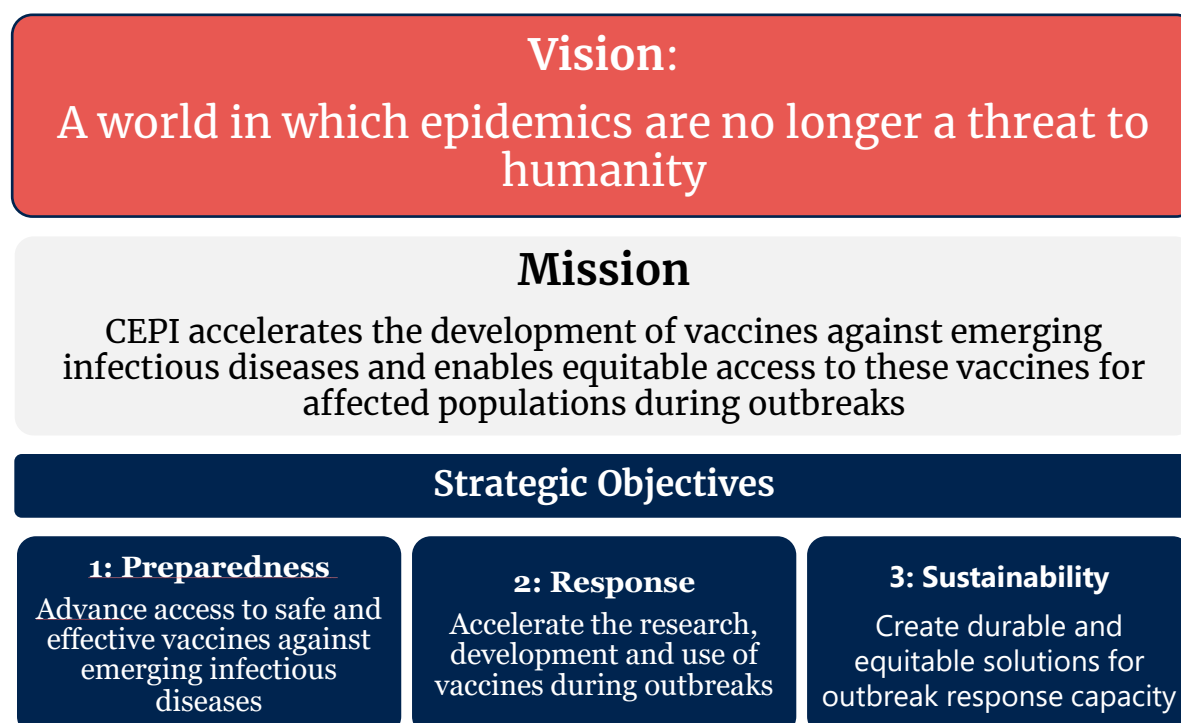 Vision:
A world in which epidemics are no longer a threat to
humanity
Mission
CEPI accelerates the development of vaccines against emerging
infectious diseases and enables equitable access to these vaccines for
affected populations during outbreaks
Strategic Objectives
1: Preparedness
Advance access to safe and
effective vaccines against
emerging infectious
diseases
2: Response
Accelerate the research,
development and use of
vaccines during outbreaks
3: Sustainability
Create durable and
equitable solutions for
outbreak response capacity